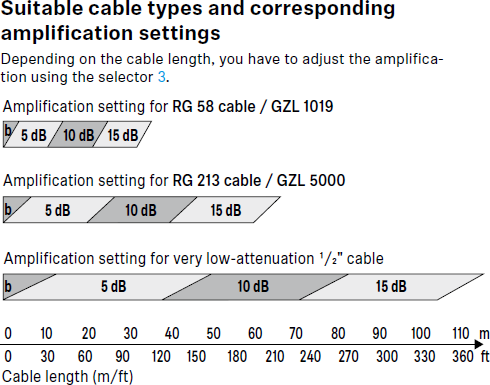 Suitable cable types and corresponding
amplification settings
Depending on the cable length, you have to adjust the amplifica-
tion using the selector 3.
Amplification setting for RG 58 cable / GZL 1019
b 5 dB 10 dB 15 dB
Amplification setting for RG 213 cable / GZL 5000
b 5 dB 10 dB 15 dB
Amplification setting for very low-attenuation 1/2" cable
b 5 dB 10 dB 15 dB
0 10 20 30 40 50 60 70 80 90 100 110 m
0 30 60 90 120 150 180 210 240 270 300 330 360 ft
Cable length (m/ft)